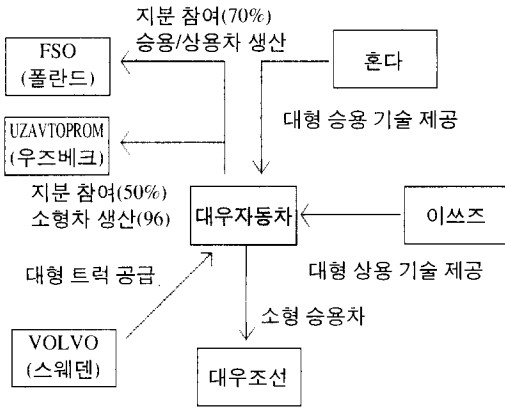 지분 참여(70%)
승용/상용차 생산
FSO
(폴란드)
혼다
대형 승용 기술 제공
UZAVTOPROM
(우즈베크)
지분 참여(50%)
소형차 생산(96)
대우자동차
이쓰즈
대형 트럭 공급
대형 상용 기술 제공
소형 승용차
VOLVO
(스웨덴)
대우조선